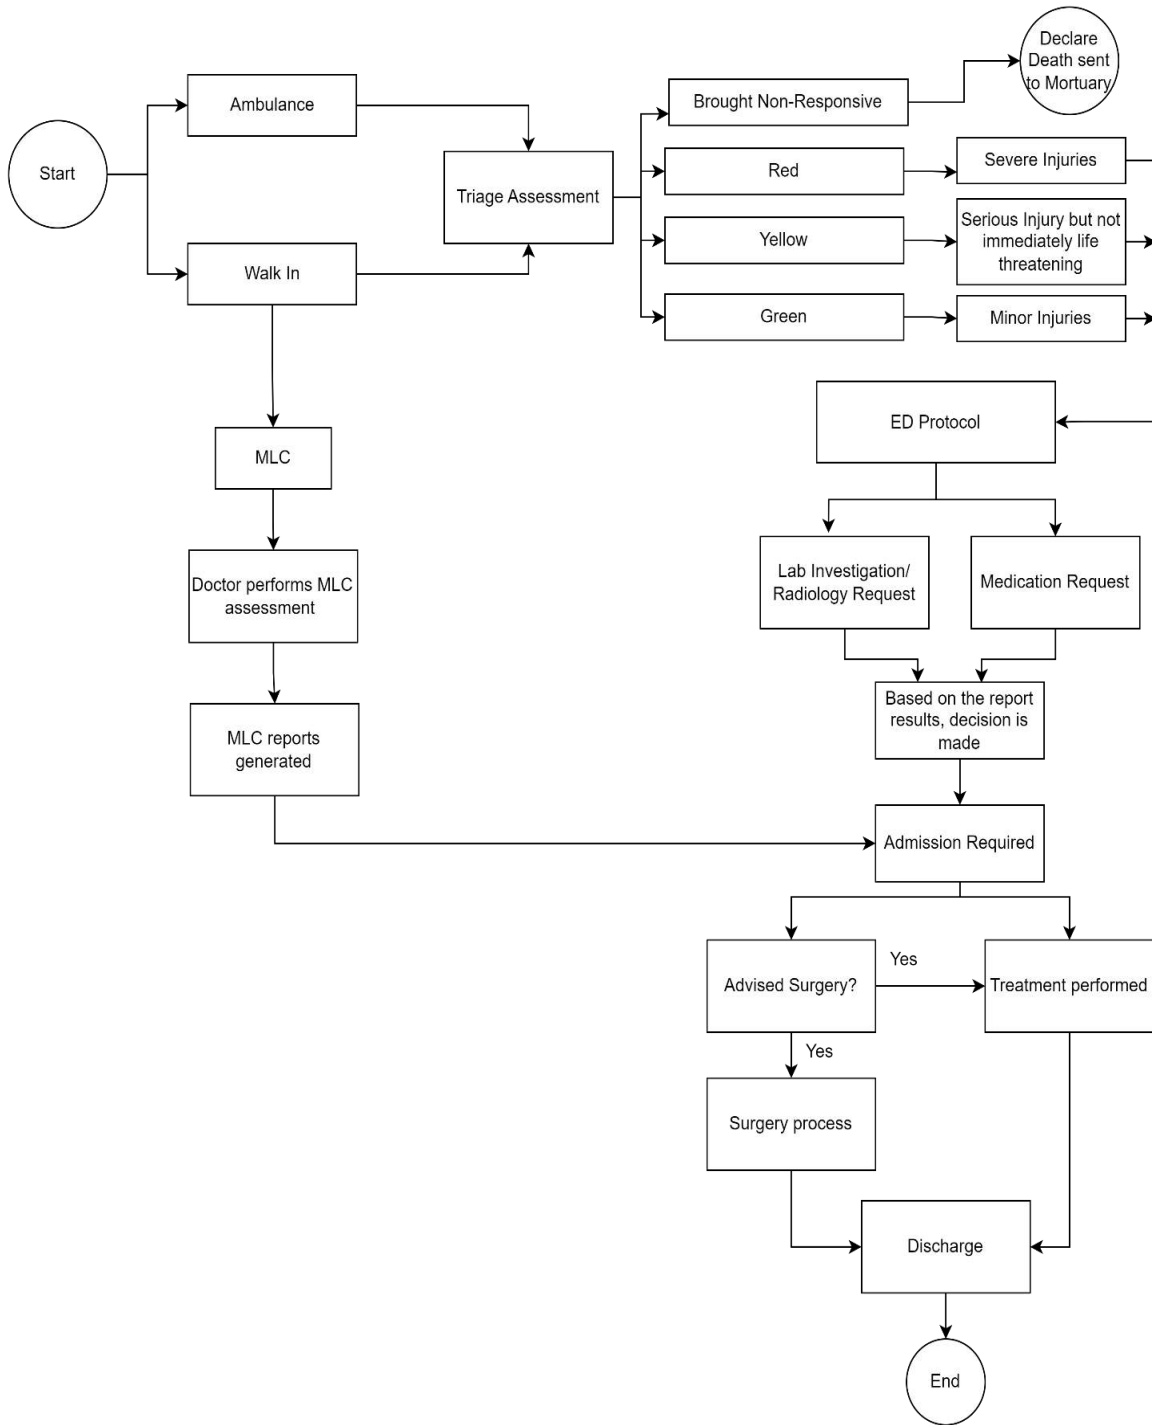 Declare
Death sent
to Mortuary
Ambulance
Brought Non-Responsive
Start
Triage Assessment
Red
Severe Injuries
Yellow
Serious Injury but not
immediately life
threatening
Walk In
Green
Minor Injuries
ED Protocol
MLC
Doctor performs MLC
assessment
Lab Investigation/
Radiology Request
Medication Request
MLC reports
generated
Based on the report
results, decision is
made
Admission Required
Advised Surgery?
Yes
Treatment performed
Yes
Surgery process
Discharge
End